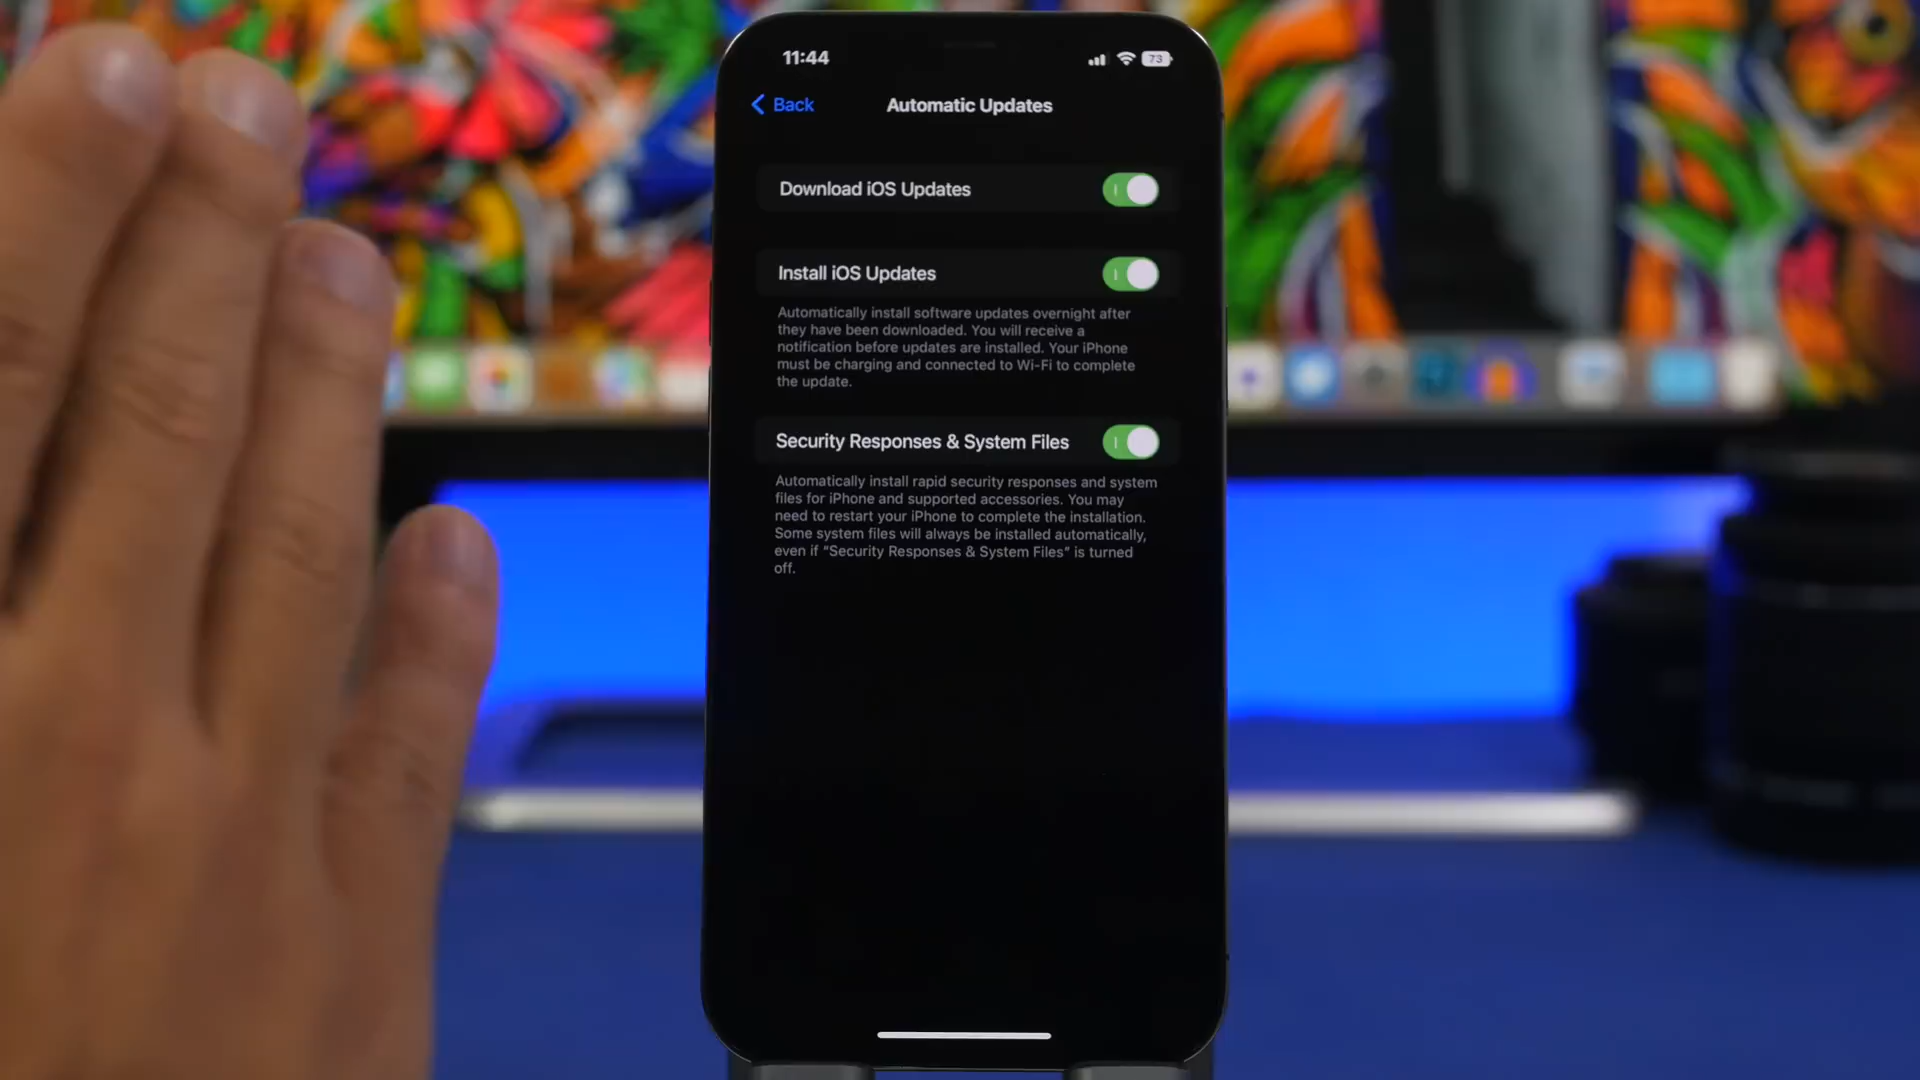 11:44
73
Back
Automatic Updates
Download iOS Updates
Install iOS Updates
Automatically install software updates overnight after
they have been downloaded. You will receive a
notification before updates are installed. Your iPhone
must be charging and connected to Wi-Fi to complete
the update.
Security Responses & System Files
Automatically install rapid security responses and system
files for iPhone and supported accessories. You may
need to restart your iPhone to complete the installation.
Some system files will always be installed automatically,
even if “Security Responses & System Files” is turned
off.